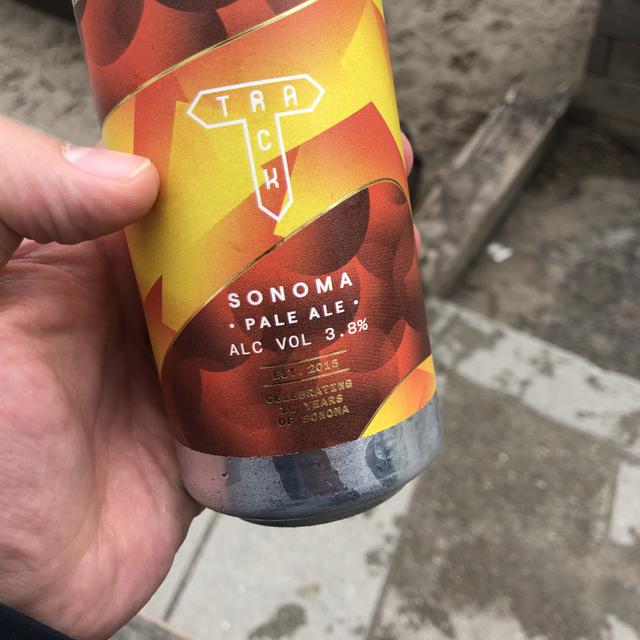 TRACK
SONOMA
• PALE ALE •
ALC VOL 3.8%
EST. 2015
CELEBRATING
10 YEARS
OF SONOMA